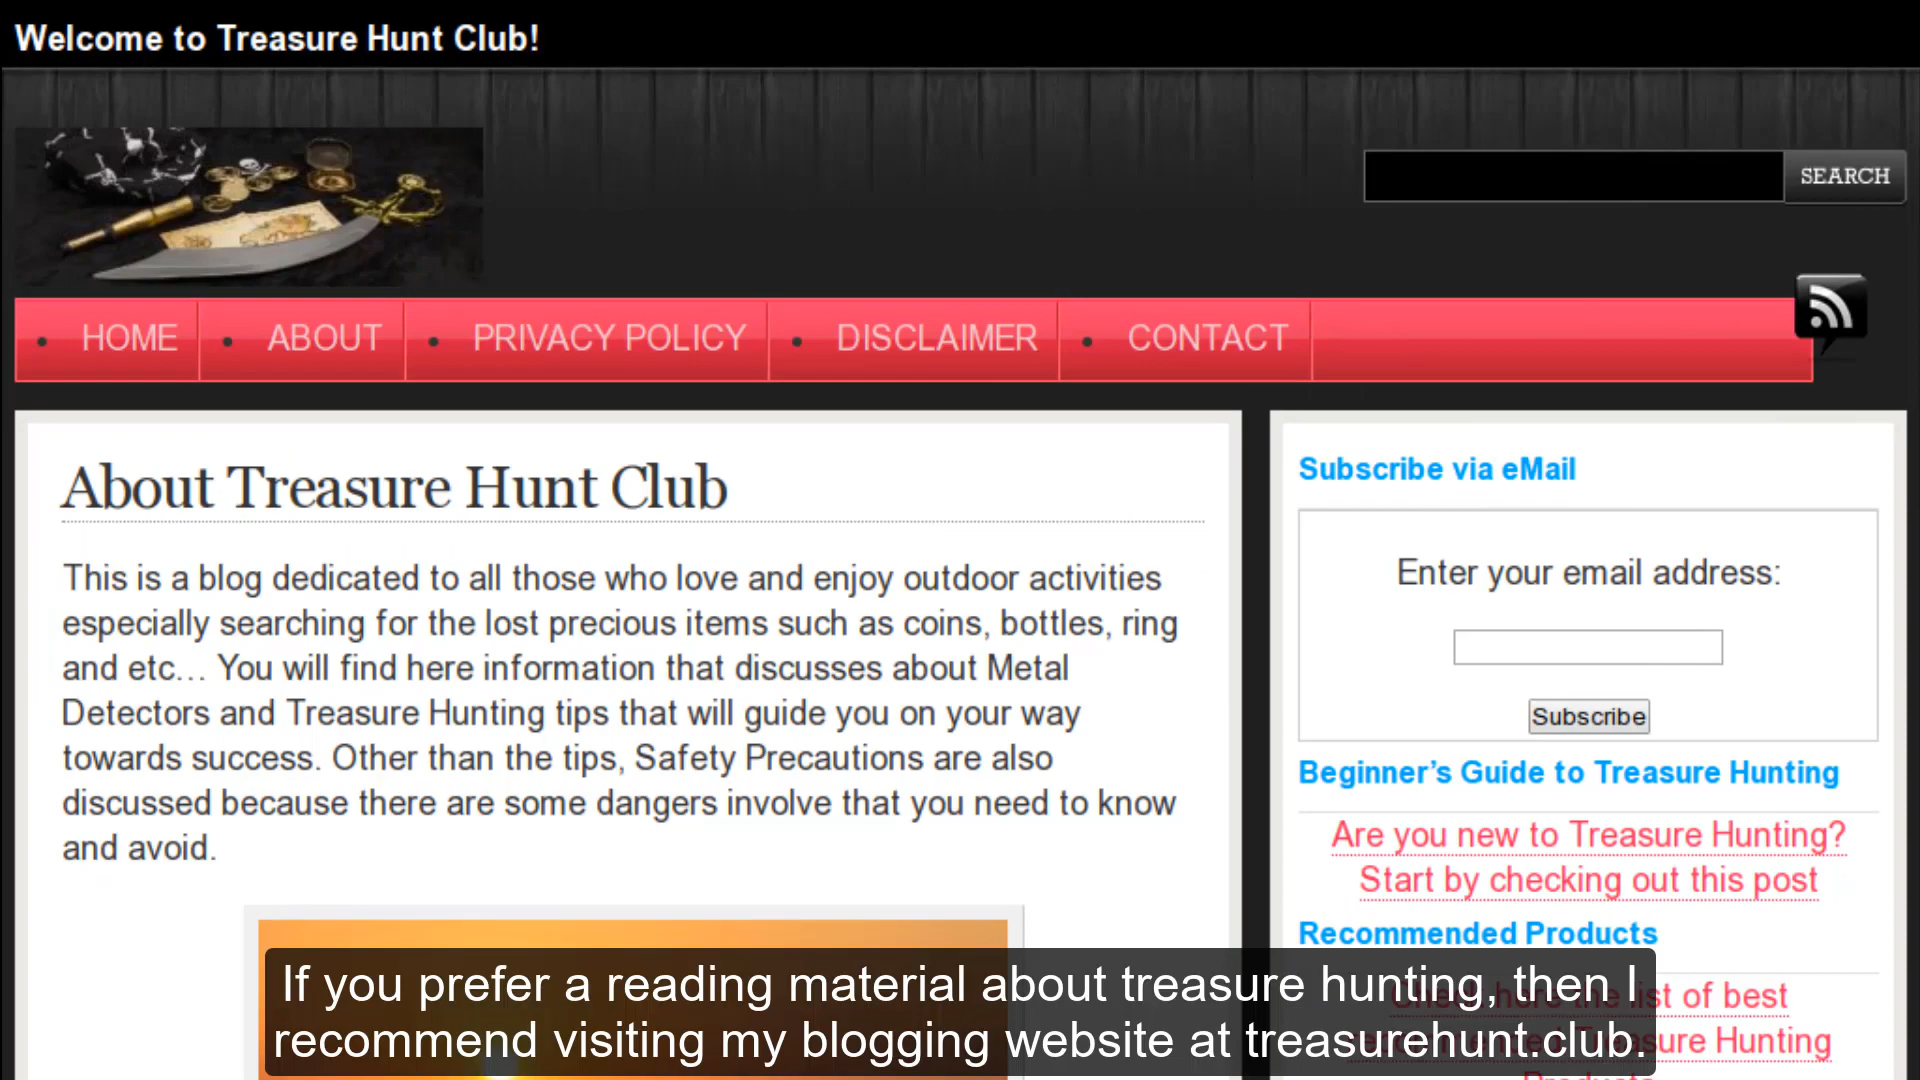 Welcome to Treasure Hunt Club!
SEARCH
HOME
ABOUT
PRIVACY POLICY
DISCLAIMER
CONTACT
About Treasure Hunt Club
This is a blog dedicated to all those who love and enjoy outdoor activities
especially searching for the lost precious items such as coins, bottles, ring
and etc… You will find here information that discusses about Metal
Detectors and Treasure Hunting tips that will guide you on your way
towards success. Other than the tips, Safety Precautions are also
discussed because there are some dangers involve that you need to know
and avoid.
Subscribe via eMail
Enter your email address:
Subscribe
Beginner’s Guide to Treasure Hunting
Are you new to Treasure Hunting?
Start by checking out this post
Recommended Products
Check here the list of best
Treasure Hunting
If you prefer a reading material about treasure hunting, then I
recommend visiting my blogging website at treasurehunt.club.